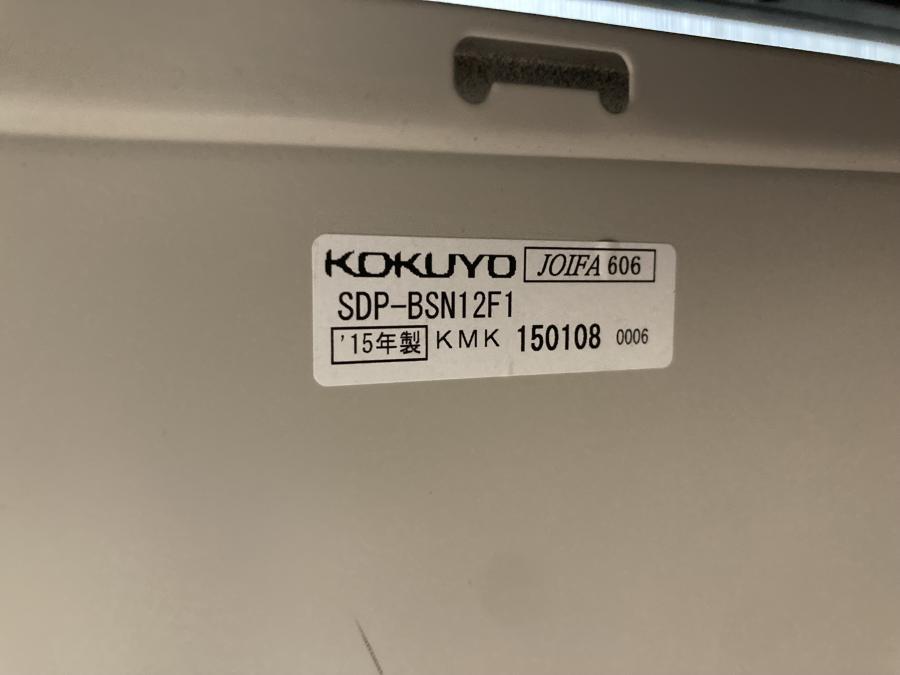 KOKUYO JOIFA 606
SDP-BSN12F1
'15年製 KMK 150108 0006